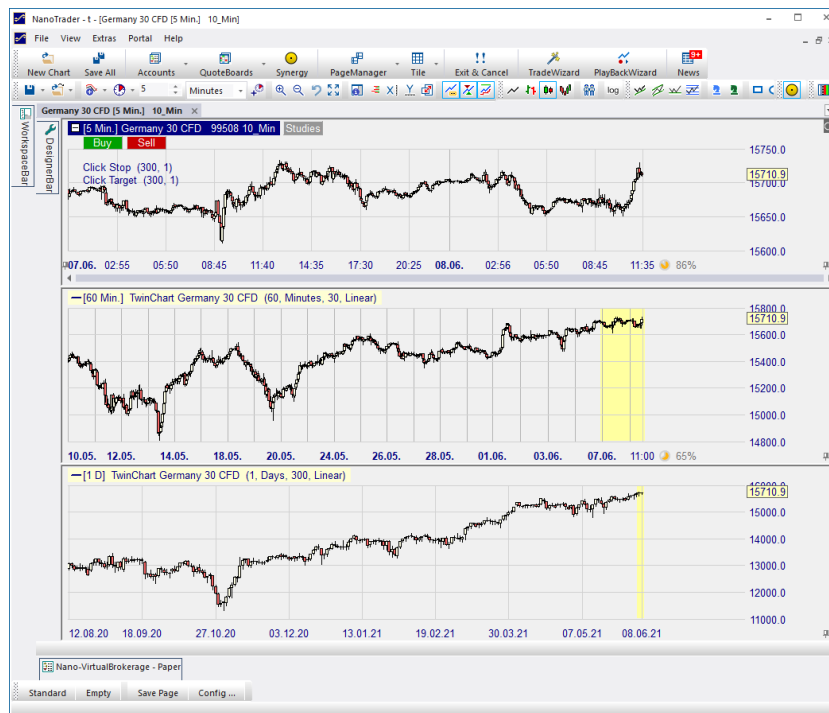 NanoTrader - t - [Germany 30 CFD [5 Min.] 10_Min]
File View Extras Portal Help
New Chart Save All Accounts QuoteBoards Synergy PageManager Tile Exit & Cancel TradeWizard PlayBackWizard 9+ News
5 Minutes log
Germany 30 CFD [5 Min.] 10_Min
WorkspaceBar
DesignerBar
[5 Min.] Germany 30 CFD 99508 10_Min Studies
Buy Sell
Click Stop (300, 1)
Click Target (300, 1)
15750.0
15710.9
15700.0
15650.0
15600.0
07.06. 02:55 05:50 08:45 11:40 14:35 17:30 20:25 08.06. 02:56 05:50 08:45 11:35 86%
[60 Min.] TwinChart Germany 30 CFD (60, Minutes, 30, Linear)
15800.0
15710.9
15600.0
15400.0
15200.0
15000.0
14800.0
10.05. 12.05. 14.05. 18.05. 20.05. 24.05. 26.05. 28.05. 01.06. 03.06. 07.06. 11:00 65%
[1 D] TwinChart Germany 30 CFD (1, Days, 300, Linear)
15710.9
15000.0
14000.0
13000.0
12000.0
11000.0
12.08.20 18.09.20 27.10.20 03.12.20 13.01.21 19.02.21 30.03.21 07.05.21 08.06.21
Nano-VirtualBrokerage - Paper
Standard Empty Save Page Config ...